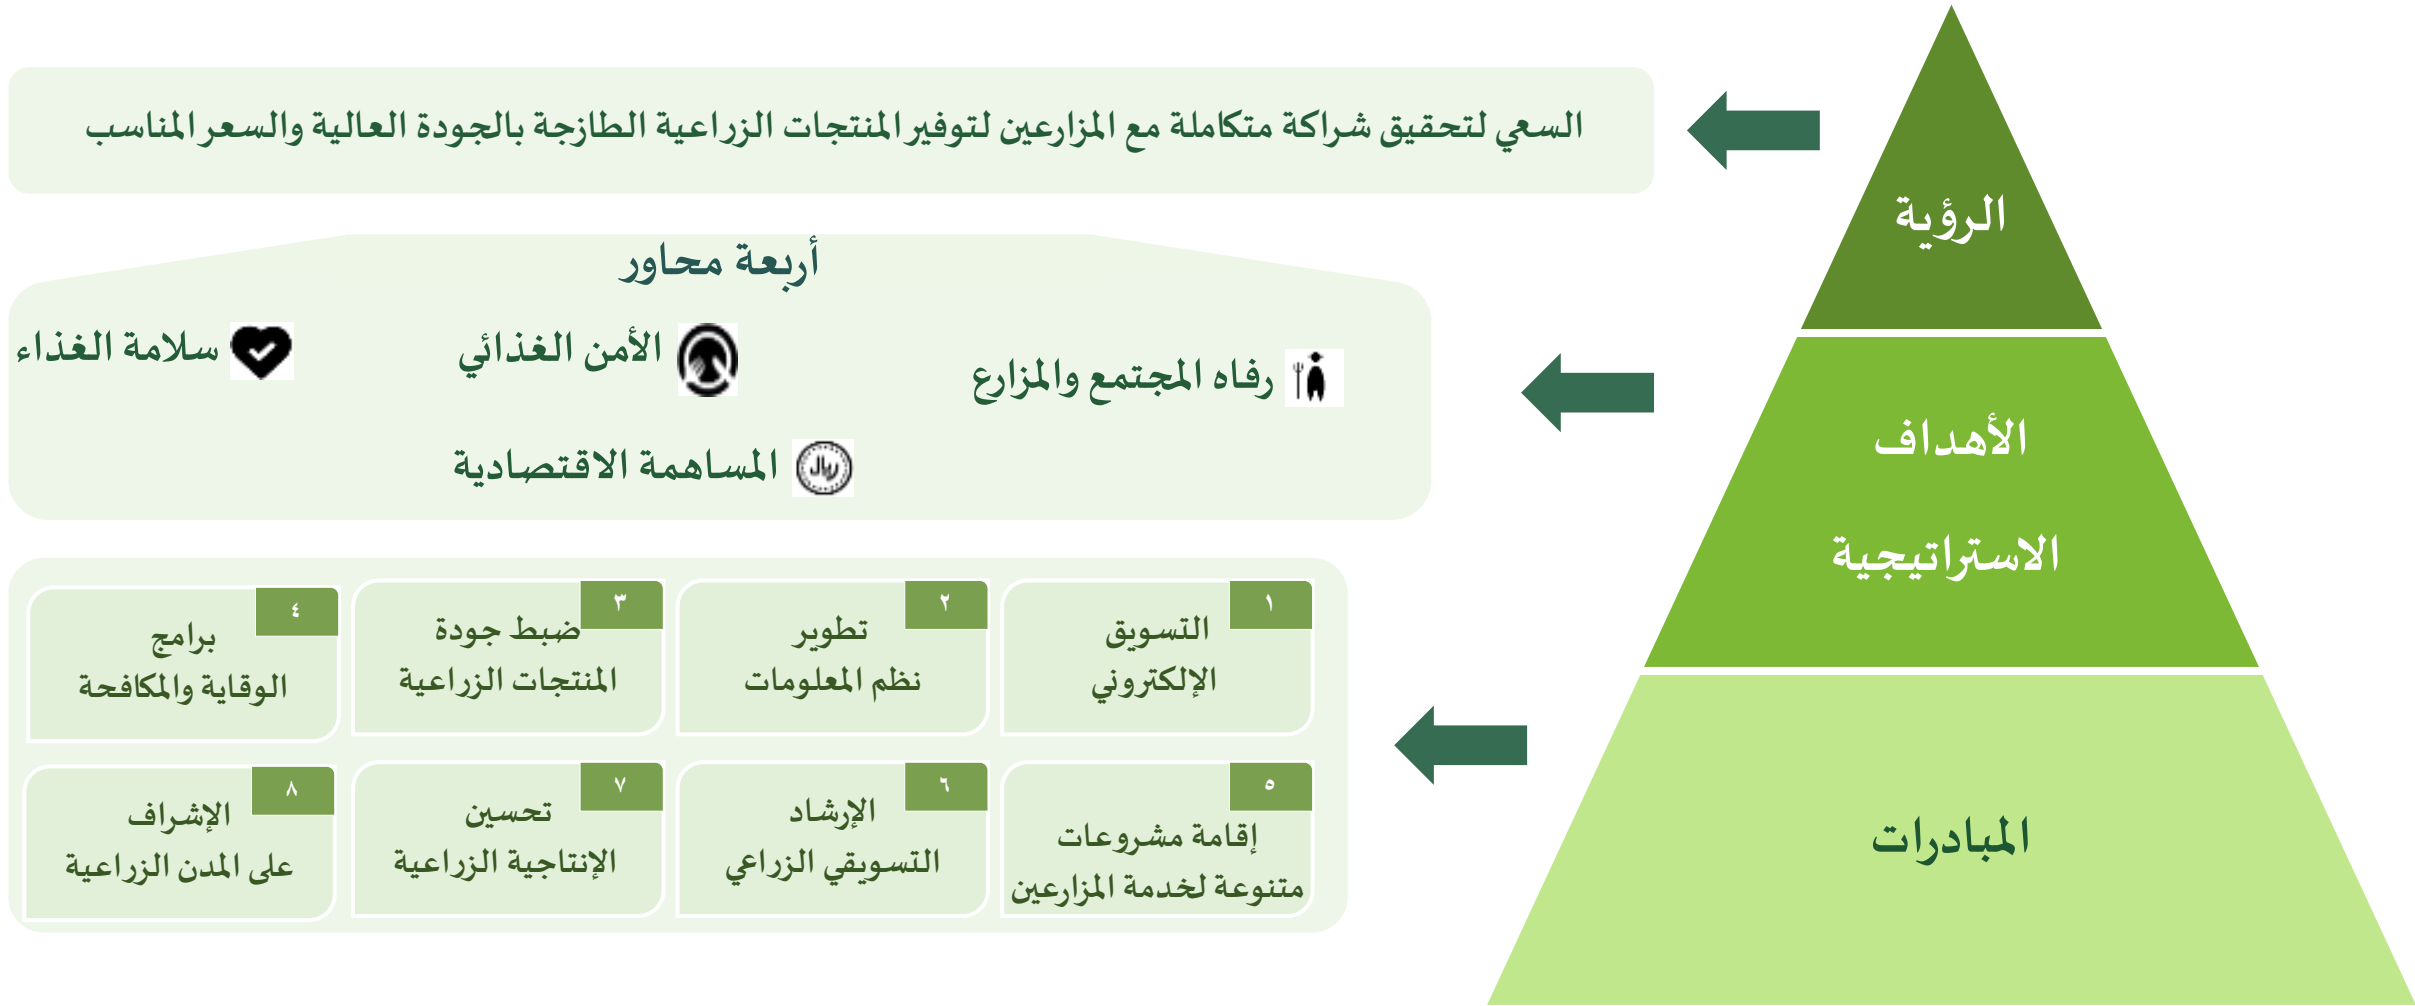 الرؤية
السعي لتحقيق شراكة متكاملة مع المزارعين لتوفير المنتجات الزراعية الطازجة بالجودة العالية والسعر المناسب
الأهداف
الاستراتيجية
أربعة محاور
رفاه المجتمع والمزارع
الأمن الغذائي
سلامة الغذاء
ريال
المساهمة الاقتصادية
المبادرات
١
التسويق
الإلكتروني
٢
تطوير
نظم المعلومات
٣
ضبط جودة
المنتجات الزراعية
٤
برامج
الوقاية والمكافحة
٥
إقامة مشروعات
متنوعة لخدمة المزارعين
٦
الإرشاد
التسويقي الزراعي
٧
تحسين
الإنتاجية الزراعية
٨
الإشراف
على المدن الزراعية